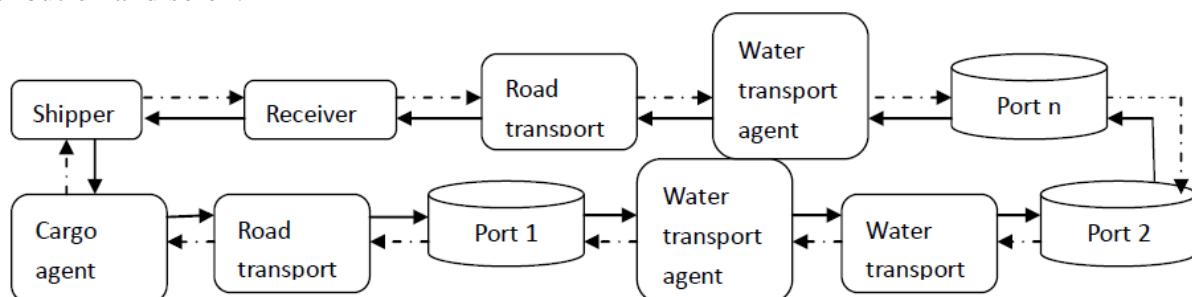 Shipper
Receiver
Road
transport
Water
transport
agent
Port n
Cargo
agent
Road
transport
Port 1
Water
transport
agent
Water
transport
Port 2